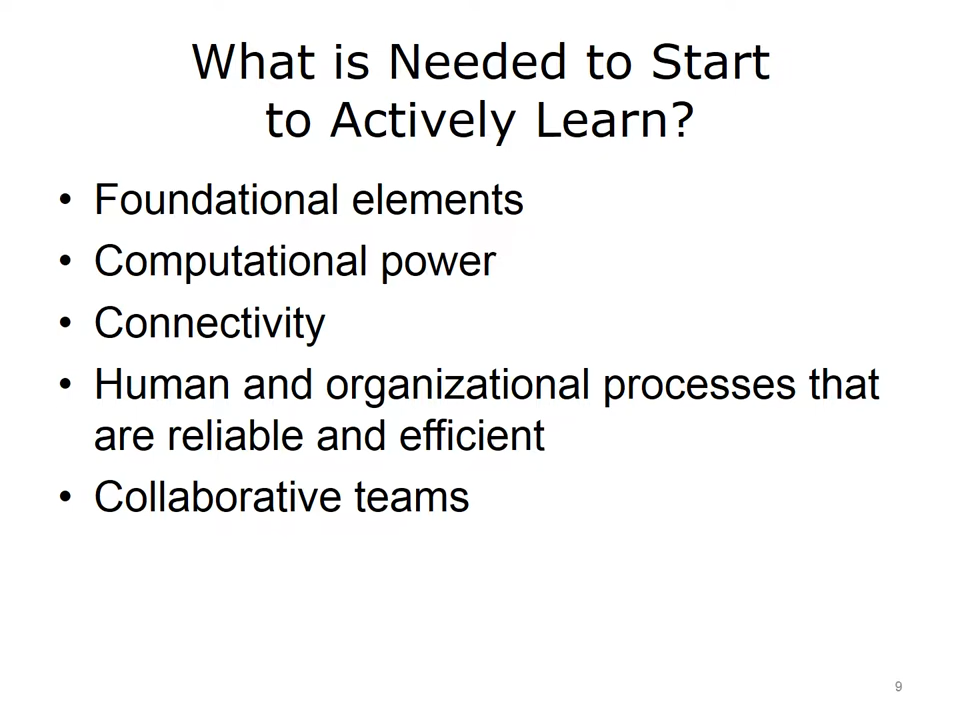 What is Needed to Start
to Actively Learn?
• Foundational elements
• Computational power
• Connectivity
• Human and organizational processes that
are reliable and efficient
• Collaborative teams
9